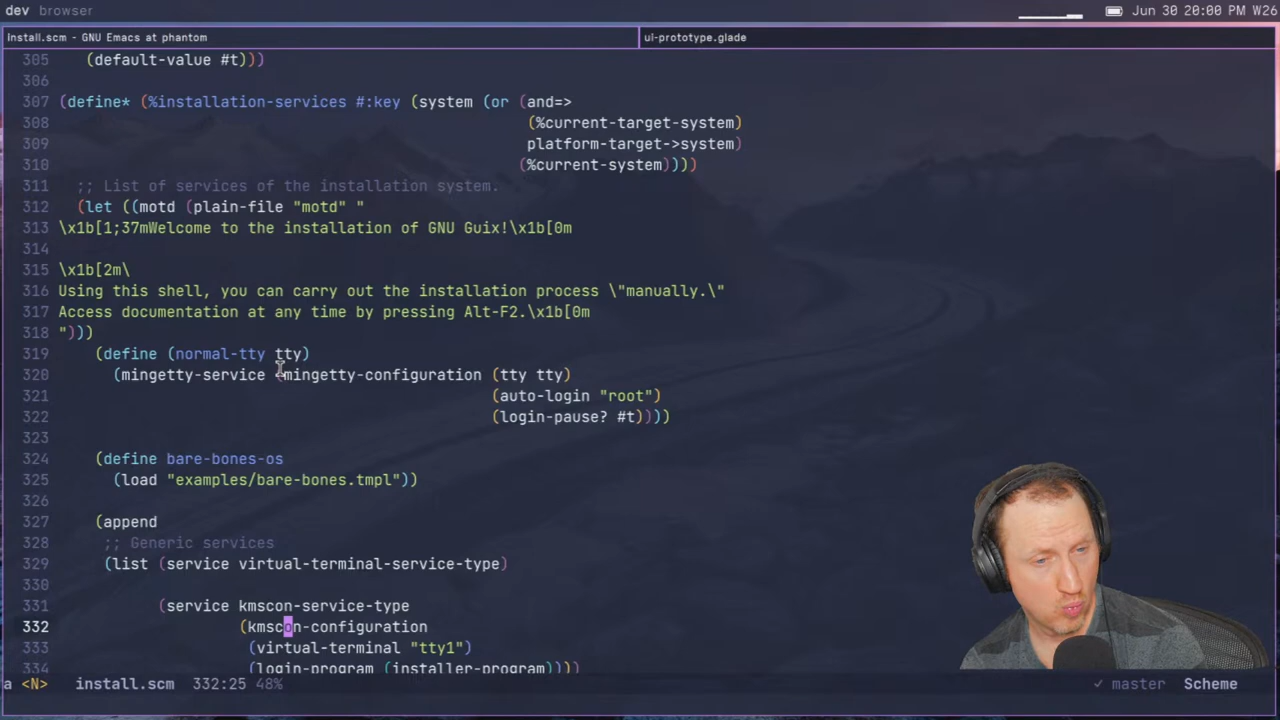 dev browser
Jun 30 20:00 PM W26
install.scm - GNU Emacs at phantom
ui-prototype.glade
305 (default-value #t)))
306
307 (define* (%installation-services #:key (system (or (and=>
308 (%current-target-system)
309 platform-target->system)
310 (%current-system))))
311 ;; List of services of the installation system.
312 (let ((motd (plain-file "motd" "
313 \x1b[1;37mWelcome to the installation of GNU Guix!\x1b[0m
314
315 \x1b[2m\
316 Using this shell, you can carry out the installation process \"manually.\"
317 Access documentation at any time by pressing Alt-F2.\x1b[0m
318 ")))
319 (define (normal-tty tty)
320 (mingetty-service (mingetty-configuration (tty tty)
321 (auto-login "root")
322 (login-pause? #t))))
323
324 (define bare-bones-os
325 (load "examples/bare-bones.tmpl"))
326
327 (append
328 ;; Generic services
329 (list (service virtual-terminal-service-type)
330
331 (service kmscon-service-type
332 (kmscon-configuration
333 (virtual-terminal "tty1")
334 (login-program (installer-program))))
a <N> install.scm 332:25 48% ✓ master Scheme